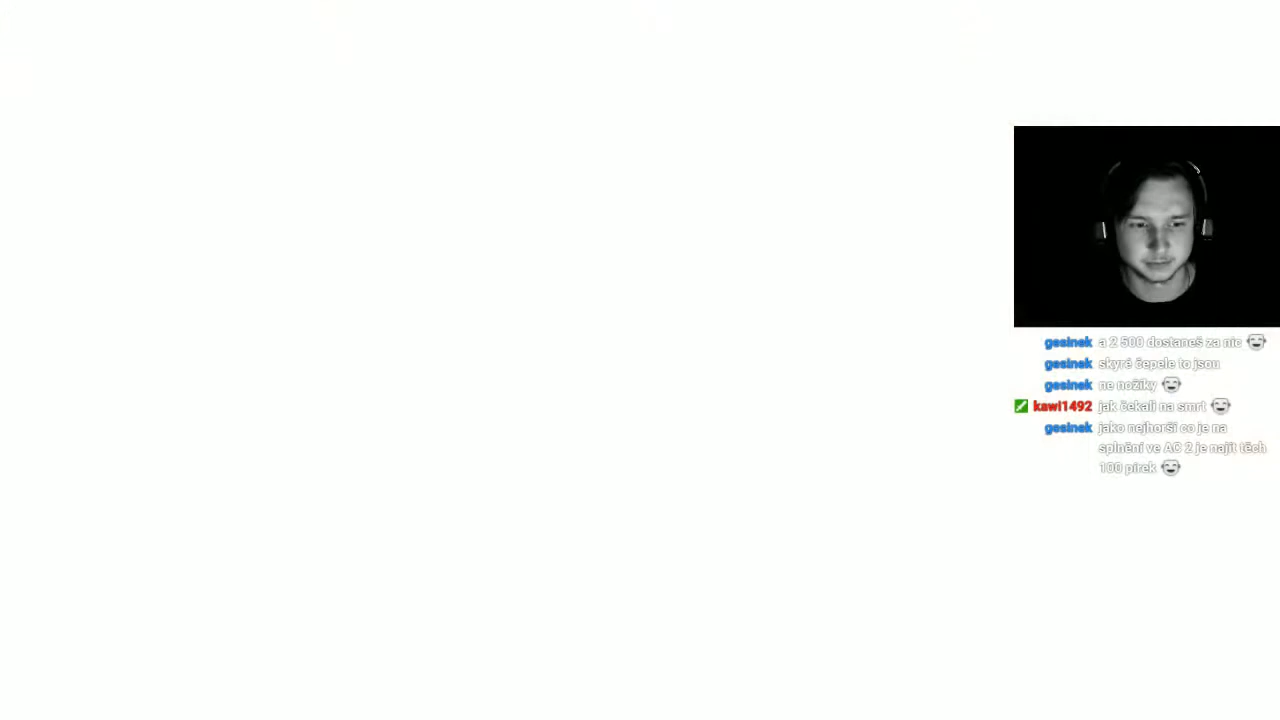 gesinek a 2 500 dostaneš za nic
gesinek skyré čepele to jsou
gesinek ne nožíky
kawi1492 jak čekali na smrt
gesinek jako nejhorší co je na
splnění ve AC 2 je najít těch
100 pírek